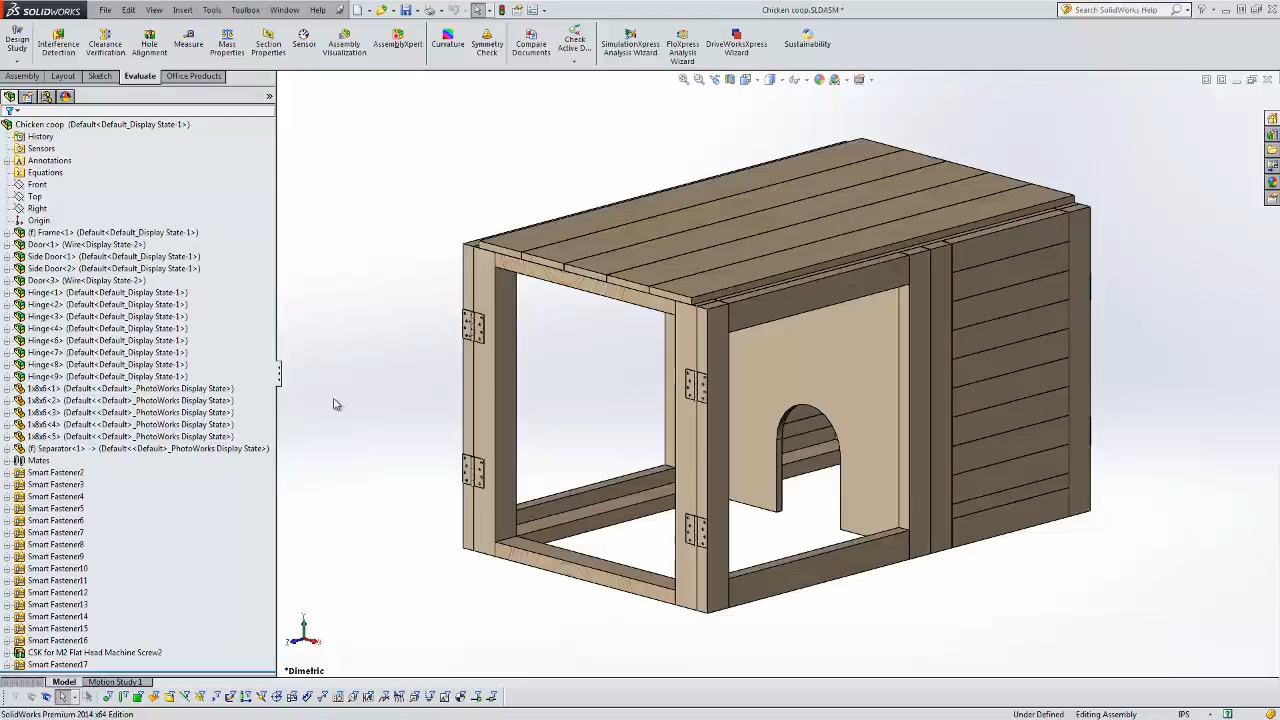 SOLIDWORKS File Edit View Insert Tools Toolbox Window Help Chicken coop.SLDASM * Search SolidWorks Help
Design Study Interference Detection Clearance Verification Hole Alignment Measure Mass Properties Section Properties Sensor Assembly Visualization AssemblyXpert Curvature Symmetry Check Compare Documents Check Active D... SimulationXpress Analysis Wizard FloXpress Analysis Wizard DriveWorksXpress Wizard Sustainability
Assembly Layout Sketch Evaluate Office Products
Chicken coop (Default<Default_Display State-1>)
History
Sensors
Annotations
Equations
Front
Top
Right
Origin
(f) Frame<1> (Default<Default_Display State-1>)
Door<1> (Wire<Display State-2>)
Side Door<1> (Default<Default_Display State-1>)
Side Door<2> (Default<Default_Display State-1>)
Door<3> (Wire<Display State-2>)
Hinge<1> (Default<Default_Display State-1>)
Hinge<2> (Default<Default_Display State-1>)
Hinge<3> (Default<Default_Display State-1>)
Hinge<4> (Default<Default_Display State-1>)
Hinge<6> (Default<Default_Display State-1>)
Hinge<7> (Default<Default_Display State-1>)
Hinge<8> (Default<Default_Display State-1>)
Hinge<9> (Default<Default_Display State-1>)
1x8x6<1> (Default<<Default>_PhotoWorks Display State>)
1x8x6<2> (Default<<Default>_PhotoWorks Display State>)
1x8x6<3> (Default<<Default>_PhotoWorks Display State>)
1x8x6<4> (Default<<Default>_PhotoWorks Display State>)
1x8x6<5> (Default<<Default>_PhotoWorks Display State>)
(f) Separator<1> -> (Default<<Default>_PhotoWorks Display State>)
Mates
Smart Fastener2
Smart Fastener3
Smart Fastener4
Smart Fastener5
Smart Fastener6
Smart Fastener7
Smart Fastener8
Smart Fastener9
Smart Fastener10
Smart Fastener11
Smart Fastener12
Smart Fastener13
Smart Fastener14
Smart Fastener15
Smart Fastener16
CSK for M2 Flat Head Machine Screw2
Smart Fastener17
Y
Z X
*Dimetric
Model Motion Study 1
SolidWorks Premium 2014 x64 Edition Under Defined Editing Assembly IPS